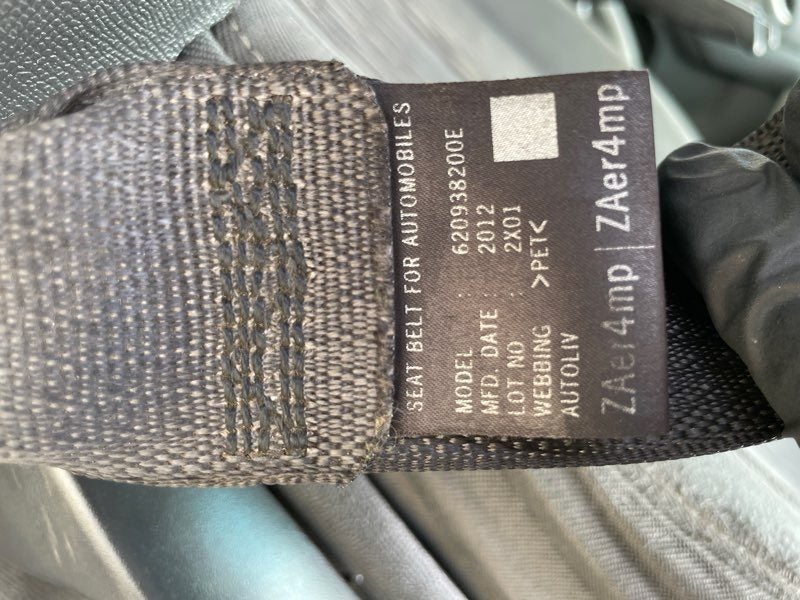 SEAT BELT FOR AUTOMOBILES
MODEL : 620938200E
MFD. DATE : 2012
LOT NO : 2X01
WEBBING >PET<
AUTOLIV
ZAer4mp | ZAer4mp